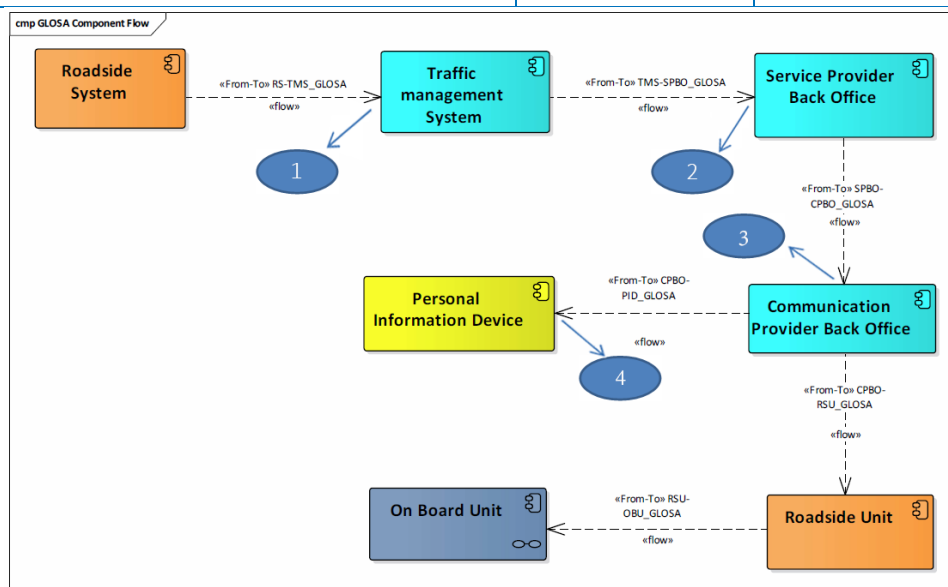 cmp GLOSA Component Flow
Roadside
System
«From-To» RS-TMS_GLOSA
«flow»
Traffic
management
System
«From-To» TMS-SPBO_GLOSA
«flow»
Service Provider
Back Office
1
2
«From-To» SPBO-
CPBO_GLOSA
«flow»
3
Personal
Information Device
«From-To» CPBO-
PID_GLOSA
«flow»
Communication
Provider Back Office
4
«From-To» CPBO-
RSU_GLOSA
«flow»
On Board Unit
«From-To» RSU-
OBU_GLOSA
«flow»
Roadside Unit